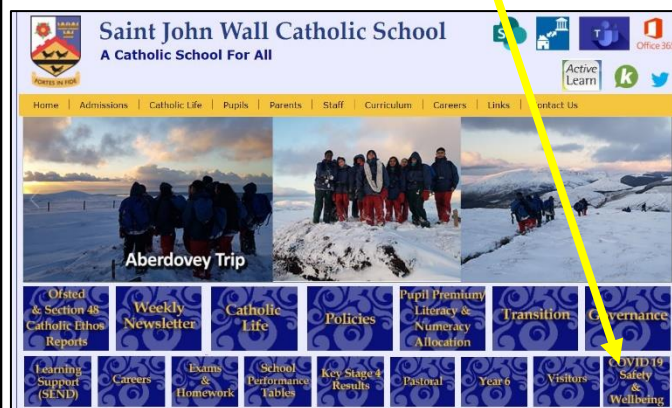 Saint John Wall Catholic School
A Catholic School For All
FORTES IN FIDE
Office 365
Active
Learn
Home | Admissions | Catholic Life | Pupils | Parents | Staff | Curriculum | Careers | Links | Contact Us
Aberdovey Trip
Ofsted
& Section 48
Catholic Ethos
Reports
Weekly
Newsletter
Catholic
Life
Policies
Pupil Premium/
Literacy &
Numeracy
Allocation
Transition
Governance
Learning
Support
(SEND)
Careers
Exams
&
Homework
School
Performance
Tables
Key Stage 4
Results
Pastoral
Year 6
Visitors
COVID 19
Safety
&
Wellbeing